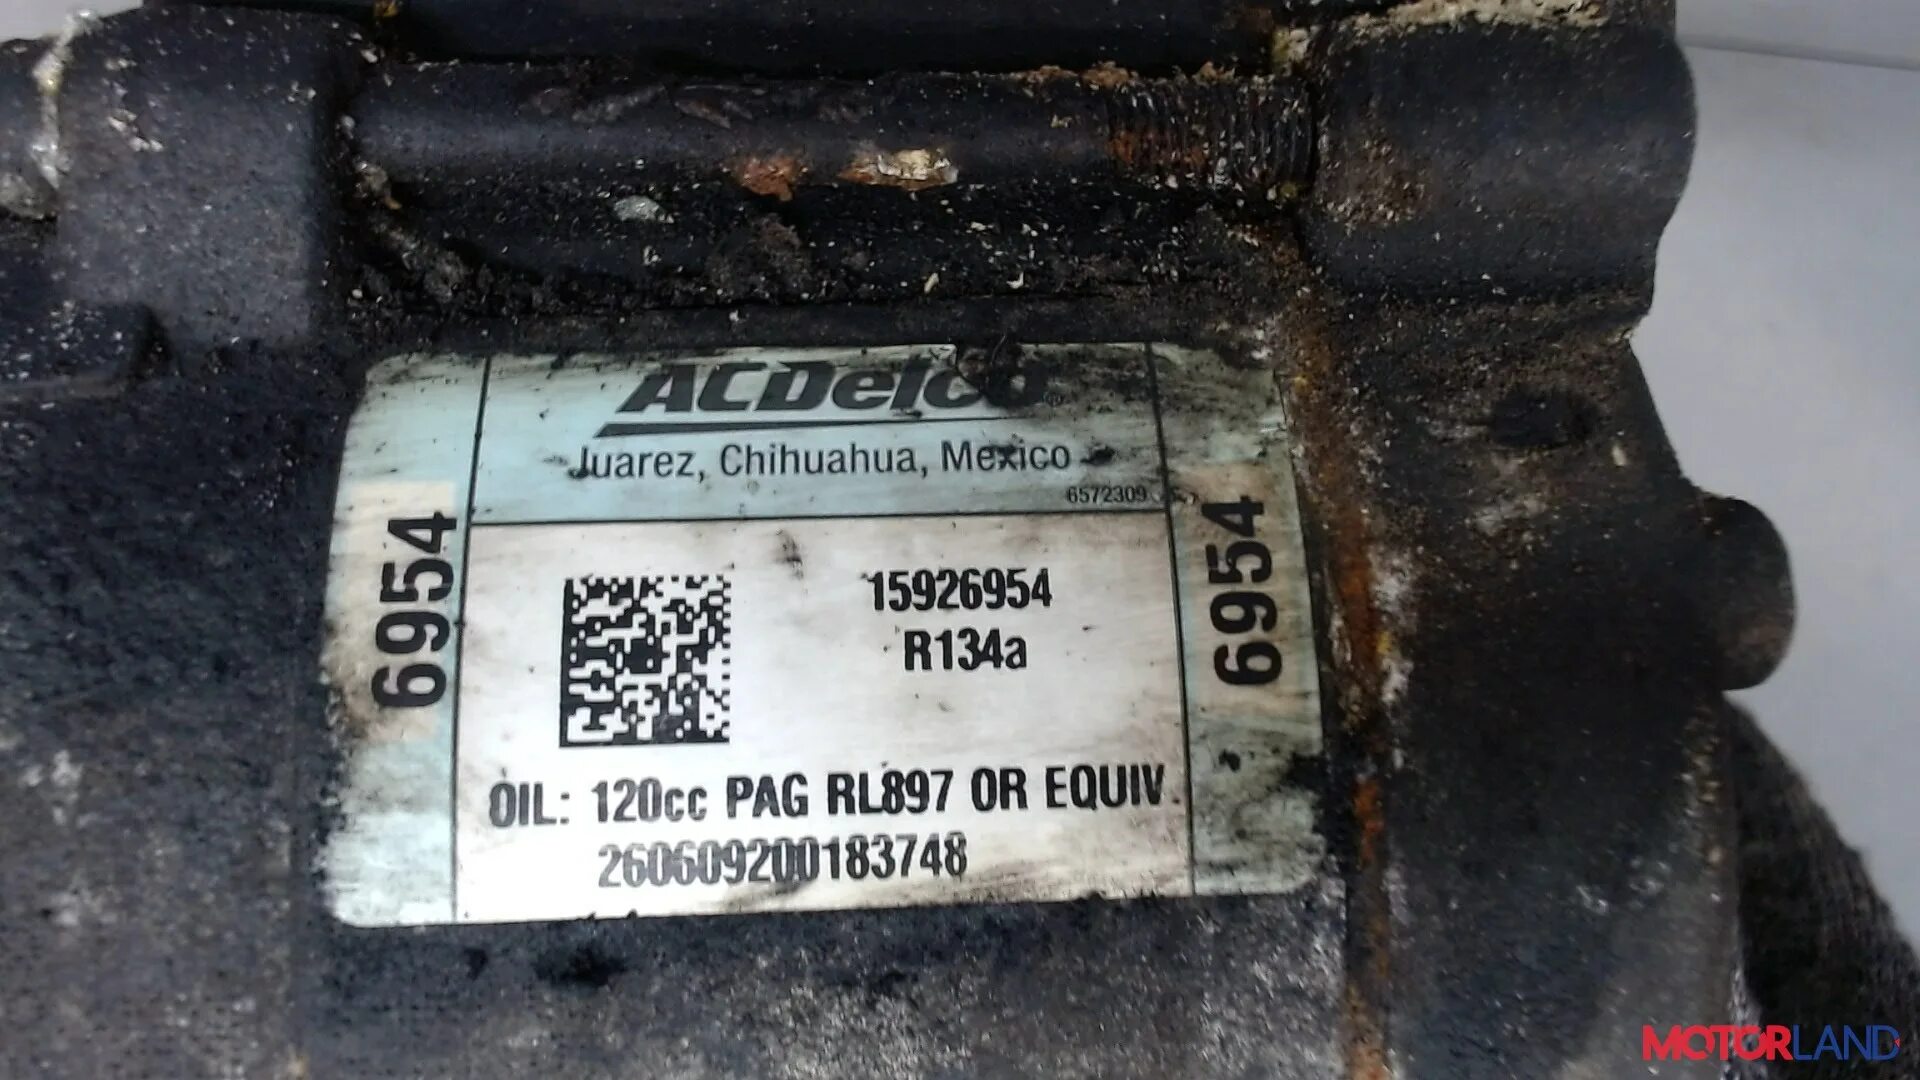 ACDelco®
Juarez, Chihuahua, Mexico
6572309
6954
15926954
R134a
6954
OIL: 120cc PAG RL897 OR EQUIV.
260609200183748
MOTORLAND